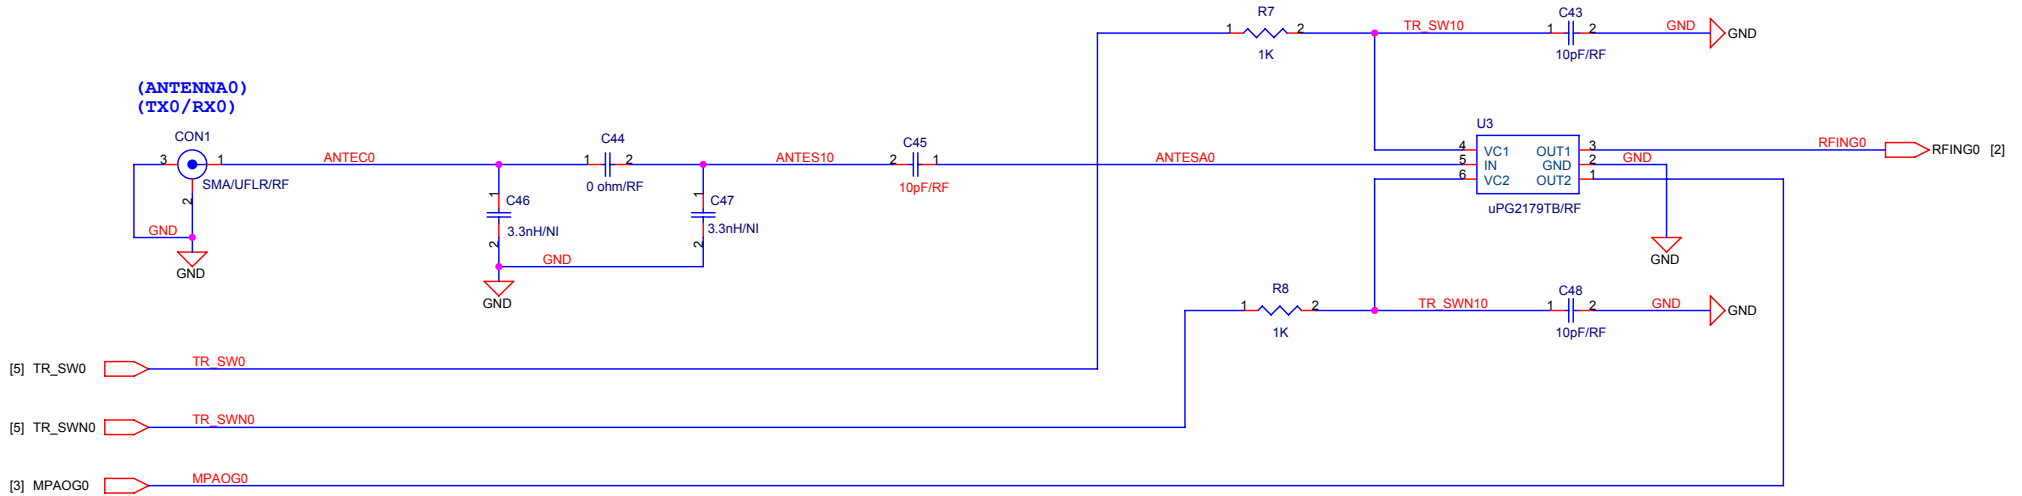 R7
1
2
1K
TR_SW10
C43
1
2
10pF/RF
GND
GND
(ANTENNA0)
(TX0/RX0)
CON1
3
1
SMA/UFLR/RF
2
GND
GND
ANTEC0
C44
1
2
0 ohm/RF
ANTES10
C45
2
1
10pF/RF
ANTESA0
U3
4
VC1
OUT1
3
5
IN
GND
2
6
VC2
OUT2
1
uPG2179TB/RF
RFING0
RFING0 [2]
GND
GND
1
C46
3.3nH/NI
2
1
C47
3.3nH/NI
2
GND
GND
R8
1
2
1K
TR_SWN10
C48
1
2
10pF/RF
GND
GND
[5] TR_SW0
TR_SW0
[5] TR_SWN0
TR_SWN0
[3] MPAOG0
MPAOG0